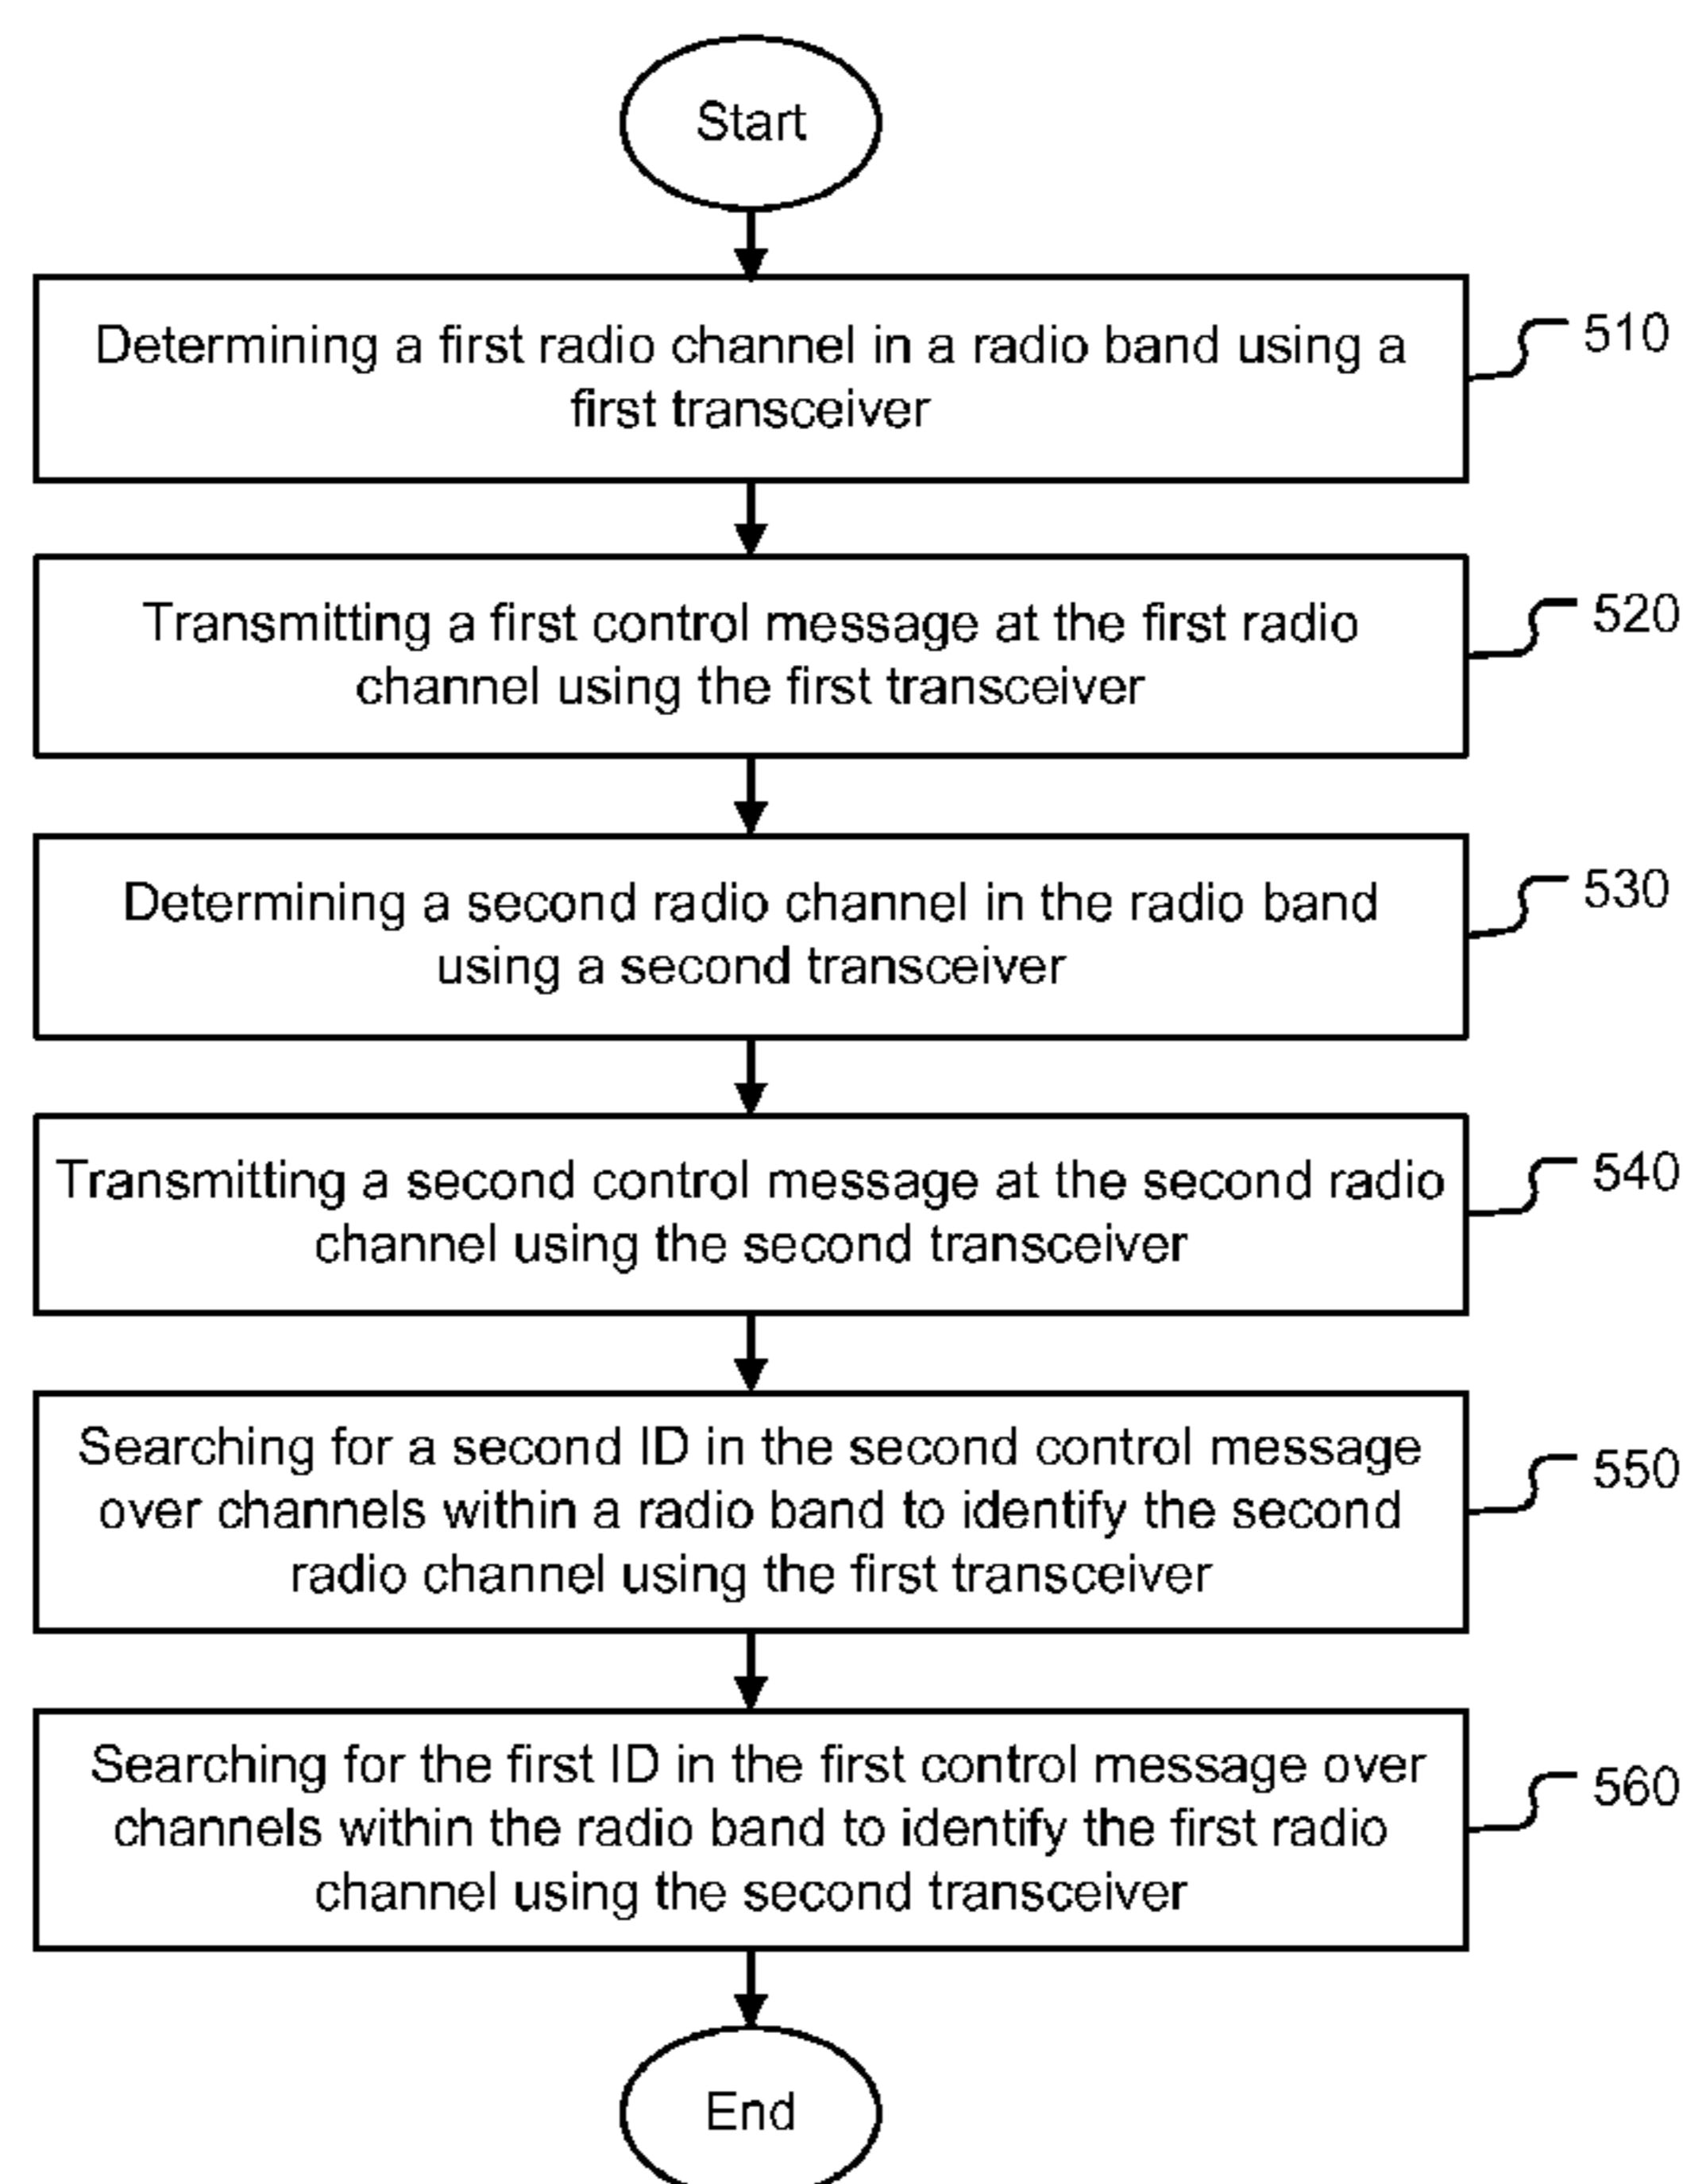 Start
Determining a first radio channel in a radio band using a
first transceiver
510
Transmitting a first control message at the first radio
channel using the first transceiver
520
Determining a second radio channel in the radio band
using a second transceiver
530
Transmitting a second control message at the second radio
channel using the second transceiver
540
Searching for a second ID in the second control message
over channels within a radio band to identify the second
radio channel using the first transceiver
550
Searching for the first ID in the first control message over
channels within the radio band to identify the first radio
channel using the second transceiver
560
End